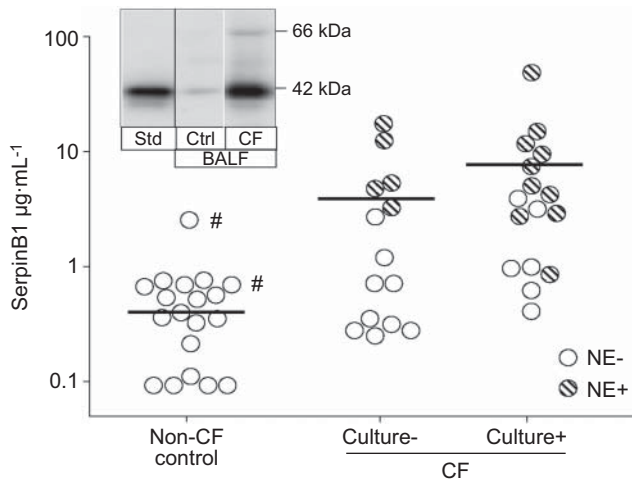 100
10
1
0.1
SerpinB1 µg·mL-1
66 kDa
42 kDa
Std Ctrl CF
BALF
#
#
NE-
NE+
Non-CF control
Culture- Culture+
CF